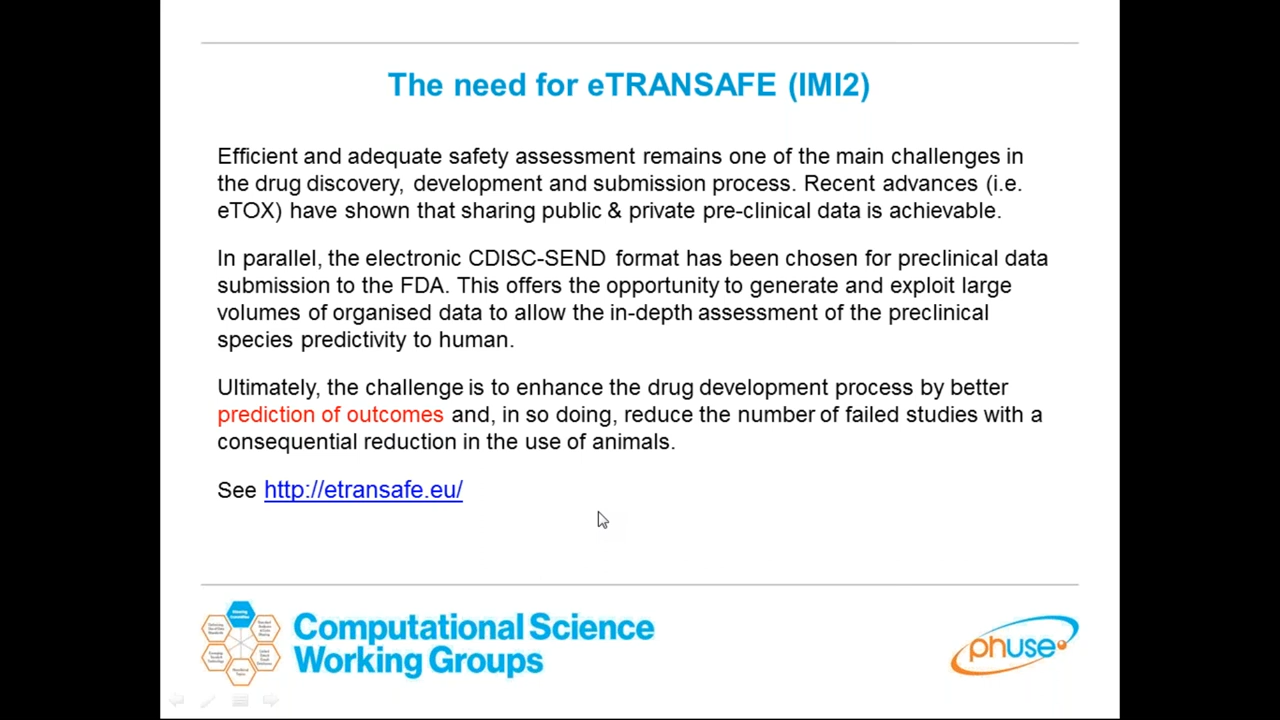 The need for eTRANSAFE (IMI2)
Efficient and adequate safety assessment remains one of the main challenges in
the drug discovery, development and submission process. Recent advances (i.e.
eTOX) have shown that sharing public & private pre-clinical data is achievable.
In parallel, the electronic CDISC-SEND format has been chosen for preclinical data
submission to the FDA. This offers the opportunity to generate and exploit large
volumes of organised data to allow the in-depth assessment of the preclinical
species predictivity to human.
Ultimately, the challenge is to enhance the drug development process by better
prediction of outcomes and, in so doing, reduce the number of failed studies with a
consequential reduction in the use of animals.
See http://etransafe.eu/
Computational Science
Working Groups
phuse